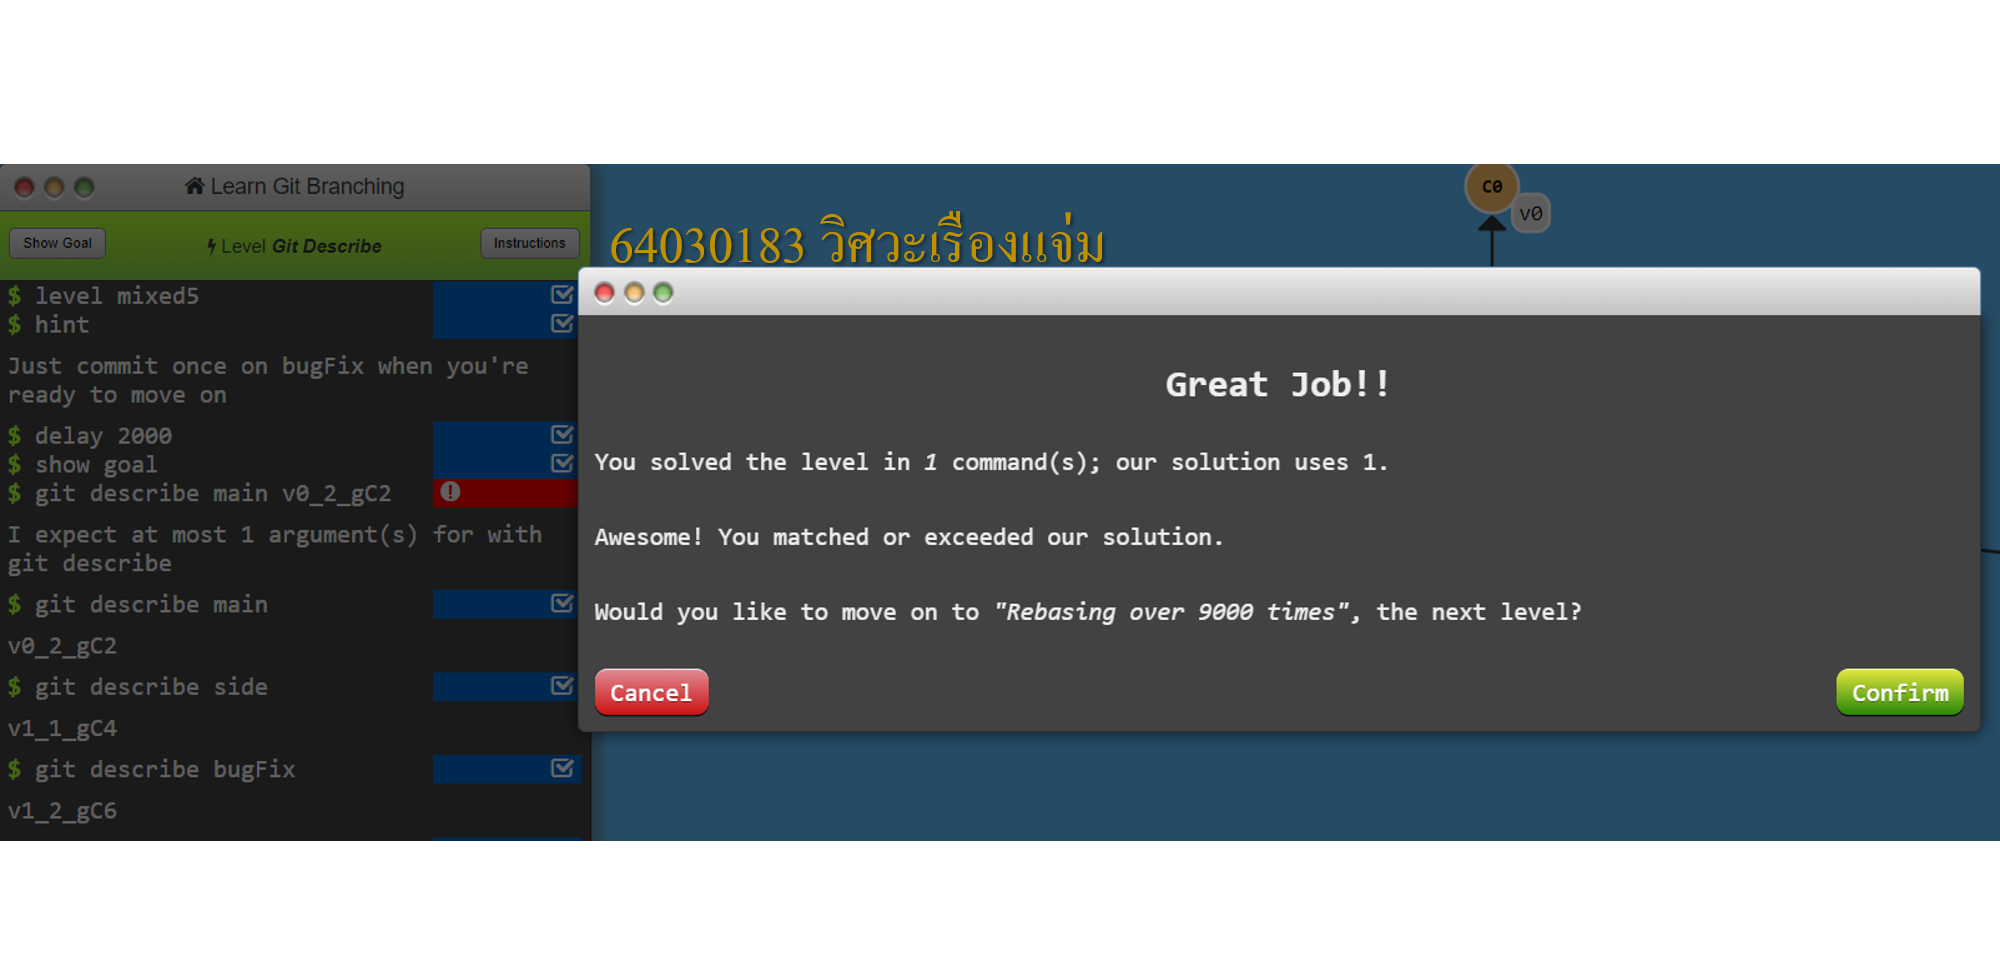 Learn Git Branching
Show Goal
Level Git Describe
Instructions
$ level mixed5
$ hint
Just commit once on bugFix when you're
ready to move on
$ delay 2000
$ show goal
$ git describe main v0_2_gC2
I expect at most 1 argument(s) for with
git describe
$ git describe main
v0_2_gC2
$ git describe side
v1_1_gC4
$ git describe bugFix
v1_2_gC6
64030183 วิศวะเรืองแจ่ม
C0
v0
Great Job!!
You solved the level in 1 command(s); our solution uses 1.
Awesome! You matched or exceeded our solution.
Would you like to move on to "Rebasing over 9000 times", the next level?
Cancel
Confirm